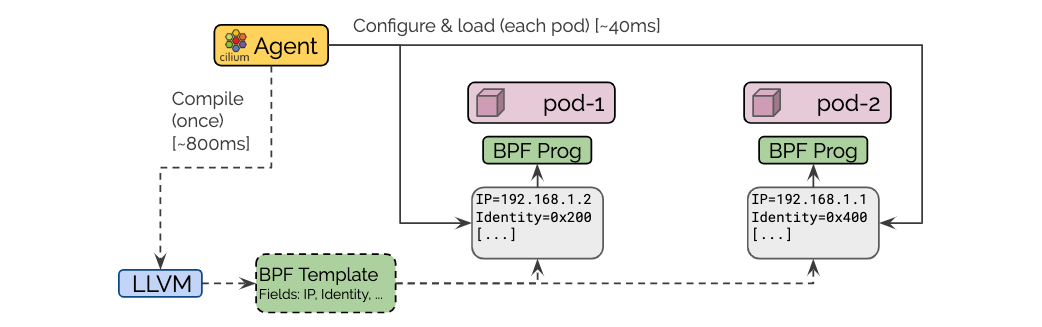 Configure & load (each pod) [~40ms]
cilium
Agent
Compile
(once)
[~800ms]
pod-1
pod-2
BPF Prog
BPF Prog
IP=192.168.1.2
Identity=0x200
[...]
IP=192.168.1.1
Identity=0x400
[...]
LLVM
BPF Template
Fields: IP, Identity, ...